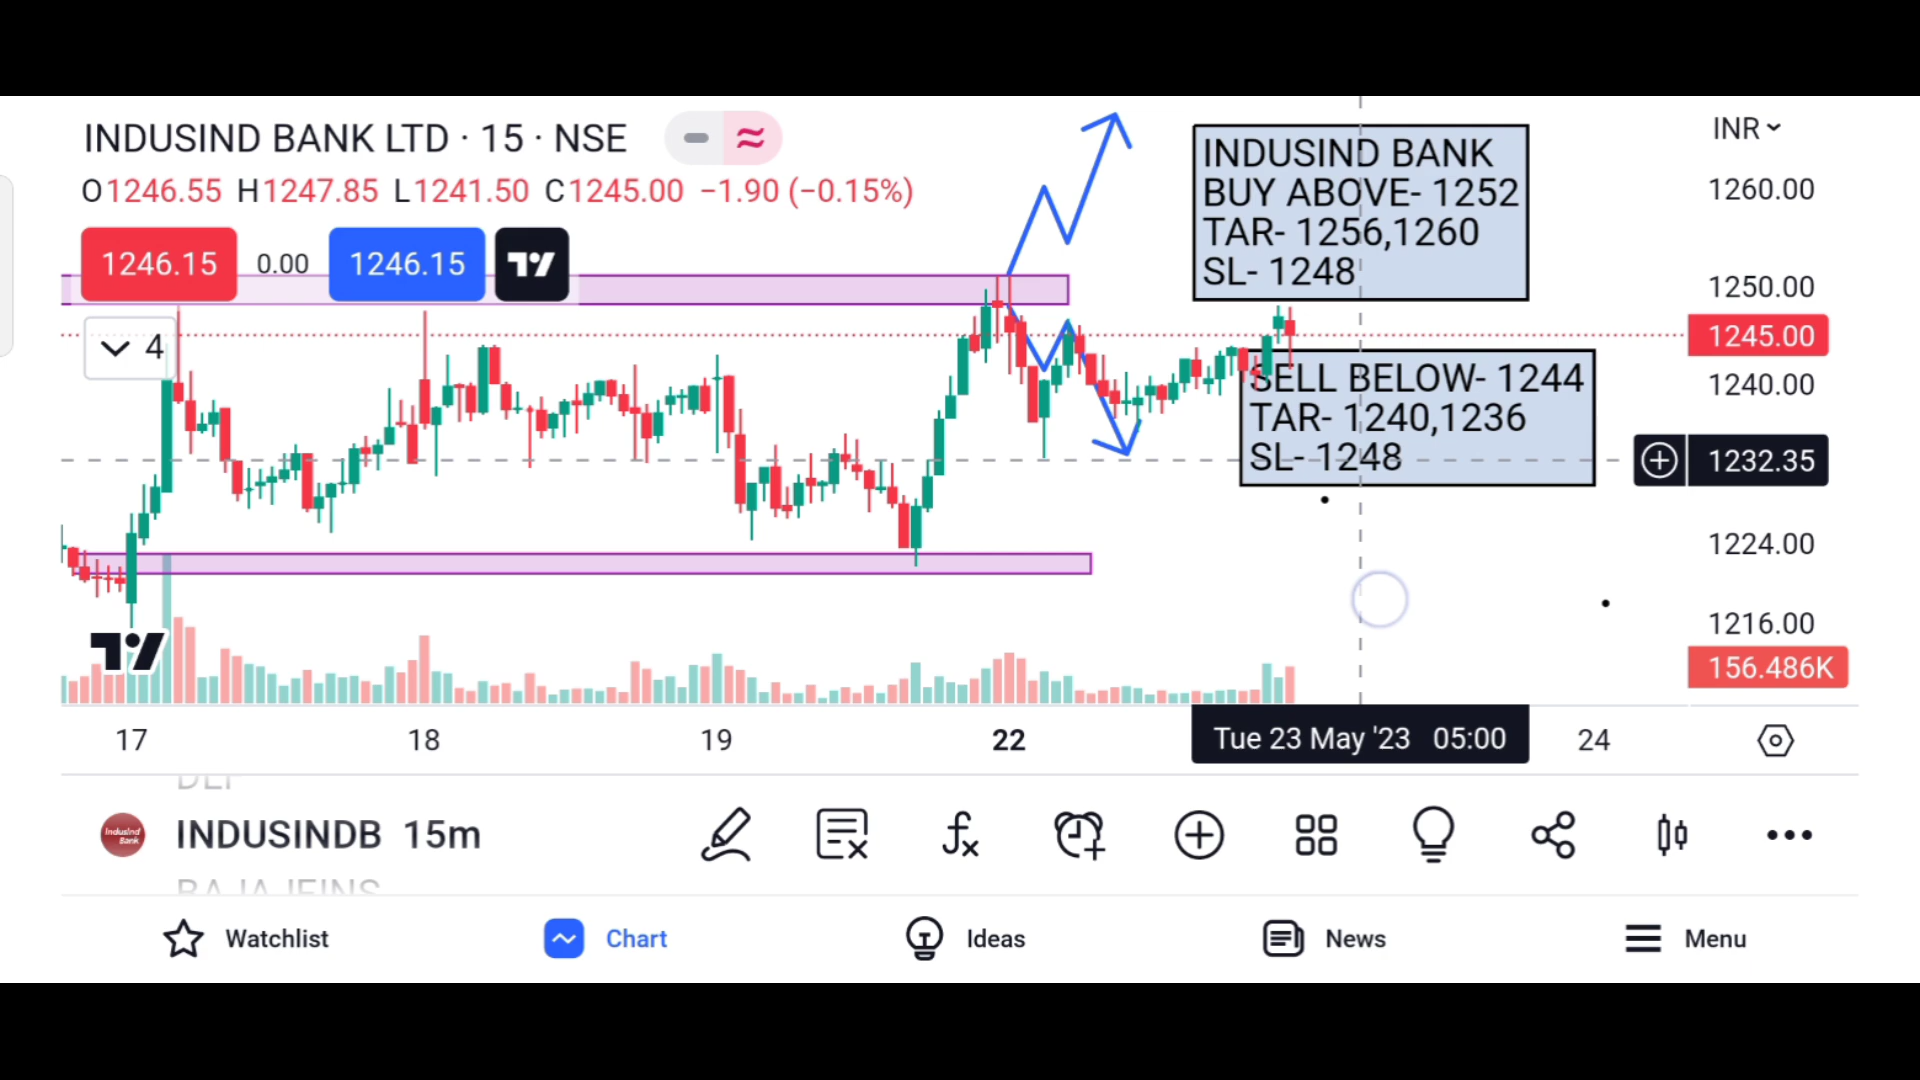 INDUSIND BANK LTD · 15 · NSE
O1246.55 H1247.85 L1241.50 C1245.00 −1.90 (−0.15%)
1246.15 0.00 1246.15
4
INDUSIND BANK
BUY ABOVE- 1252
TAR- 1256,1260
SL- 1248
SELL BELOW- 1244
TAR- 1240,1236
SL- 1248
INR
1260.00
1250.00
1245.00
1240.00
1232.35
1224.00
1216.00
156.486K
17 18 19 22 Tue 23 May '23 05:00 24
IndusInd Bank
INDUSINDB 15m
Watchlist Chart Ideas News Menu